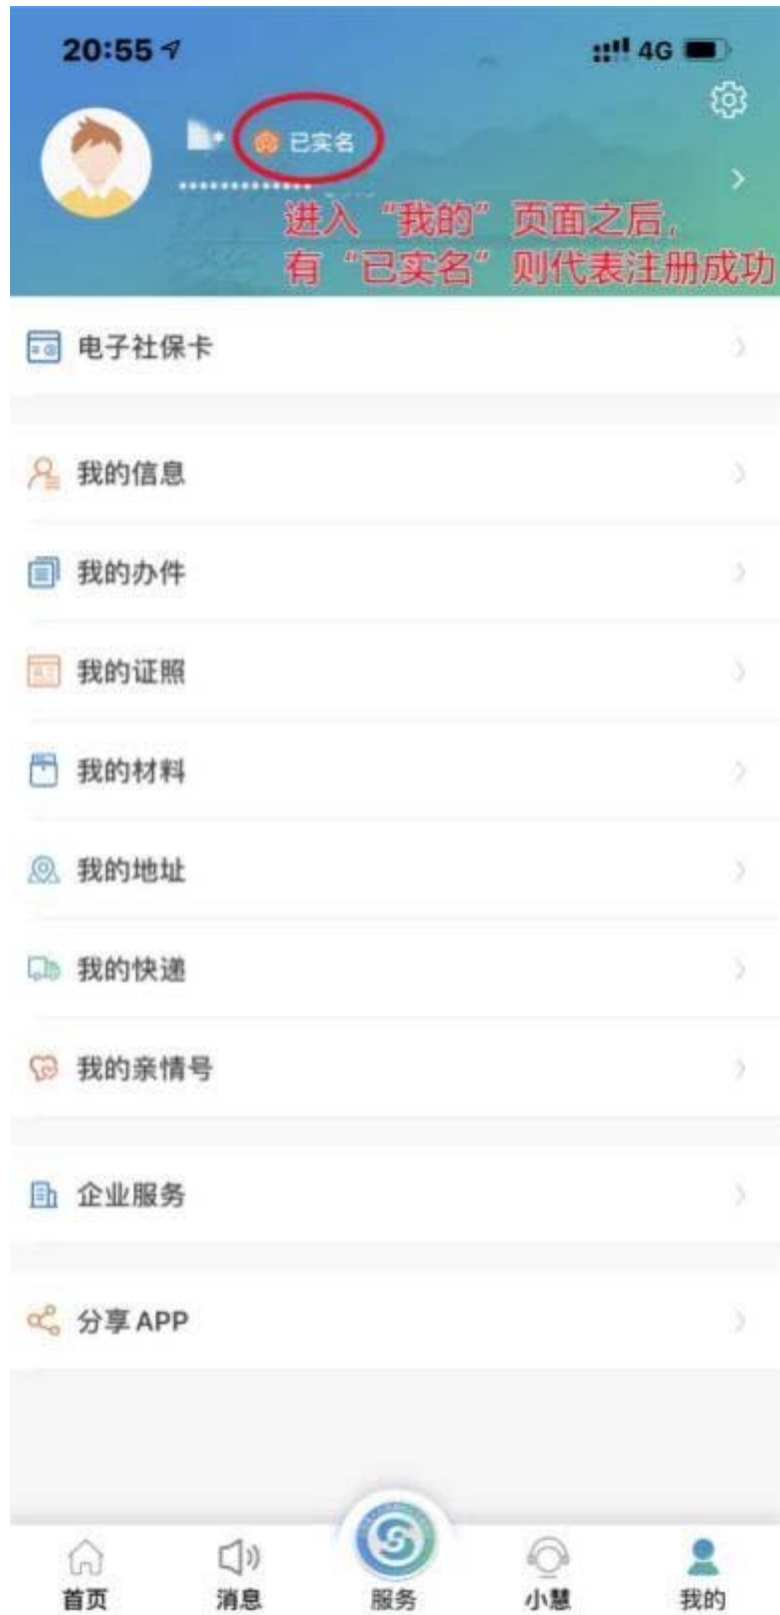 20:55 4G
已实名
进入“我的”页面之后,
有“已实名”则代表注册成功
电子社保卡
我的信息
我的办件
我的证照
我的材料
我的地址
我的快递
我的亲情号
企业服务
分享APP
首页 消息 服务 小慧 我的